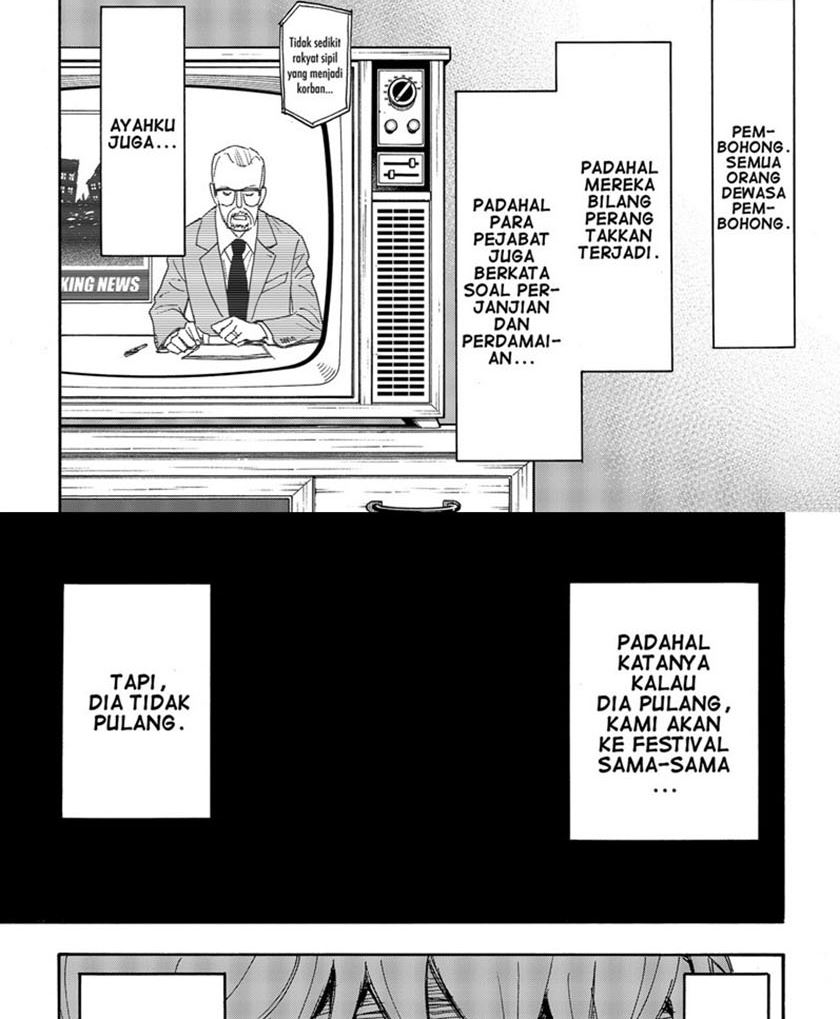 PEM-
BOHONG.
SEMUA
ORANG
DEWASA
PEM-
BOHONG.
PADAHAL
MEREKA
BILANG
PERANG
TAKKAN
TERJADI.
PADAHAL
PARA
PEJABAT
JUGA
BERKATA
SOAL PER-
JANJIAN
DAN
PERDAMAI-
AN...
Tidak sedikit
rakyat sipil
yang menjadi
korban...
KING NEWS
AYAHKU
JUGA...
PADAHAL
KATANYA
KALAU
DIA PULANG,
KAMI AKAN
KE FESTIVAL
SAMA-SAMA
...
TAPI,
DIA TIDAK
PULANG.